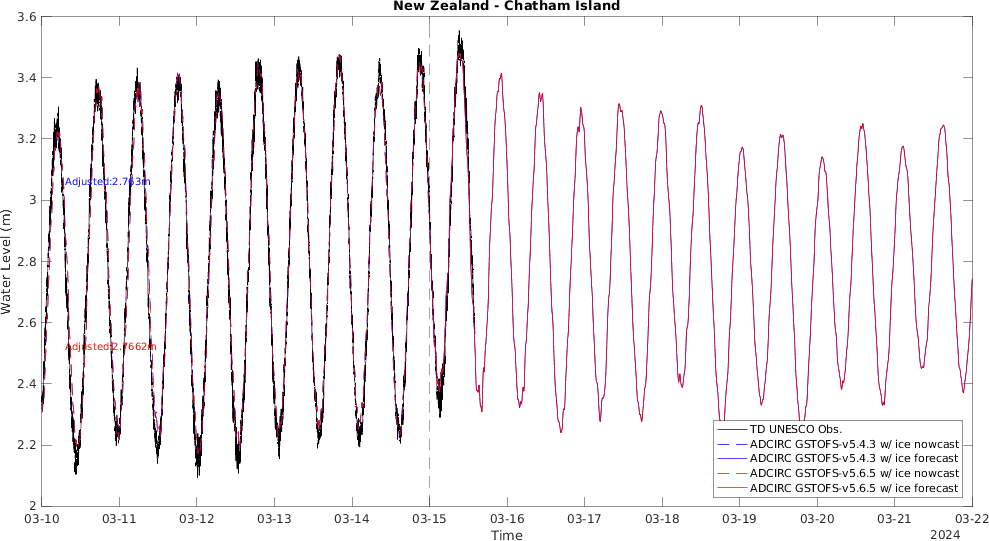 New Zealand - Chatham Island
3.6
3.4
3.2
3
2.8
2.6
2.4
2.2
2
Water Level (m)
Adjusted:2.763m
Adjusted:2.7662m
TD UNESCO Obs.
ADCIRC GSTOFS-v5.4.3 w/ ice nowcast
ADCIRC GSTOFS-v5.4.3 w/ ice forecast
ADCIRC GSTOFS-v5.6.5 w/ ice nowcast
ADCIRC GSTOFS-v5.6.5 w/ ice forecast
03-10 03-11 03-12 03-13 03-14 03-15 03-16 03-17 03-18 03-19 03-20 03-21 03-22
Time
2024